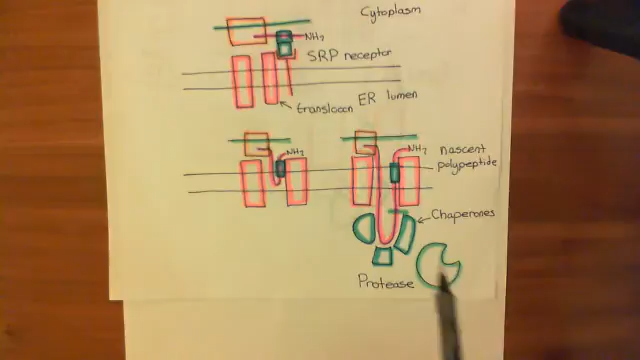 Cytoplasm
NH₂
SRP receptor
ER lumen
translocon
NH₂
NH₂
nascent
polypeptide
Chaperones
Protease